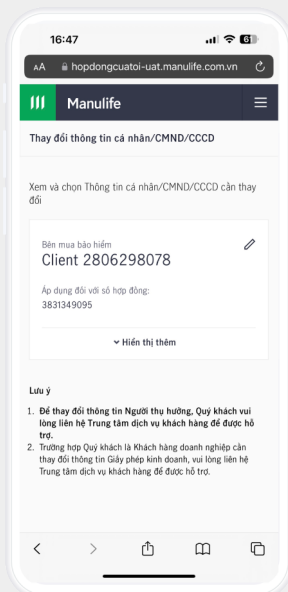 16:47
6
AA hopdongcuatoi-uat.manulife.com.vn
Manulife
Thay đổi thông tin cá nhân/CMND/CCCD
Xem và chọn Thông tin cá nhân/CMND/CCCD cần thay
đổi
Bên mua bảo hiểm
Client 2806298078
Áp dụng đối với số hợp đồng:
3831349095
Hiển thị thêm
Lưu ý
1. Để thay đổi thông tin Người thụ hưởng, Quý khách vui
lòng liên hệ Trung tâm dịch vụ khách hàng để được hỗ
trợ.
2. Trường hợp Quý khách là Khách hàng doanh nghiệp cần
thay đổi thông tin Giấy phép kinh doanh, vui lòng liên hệ
Trung tâm dịch vụ khách hàng để được hỗ trợ.